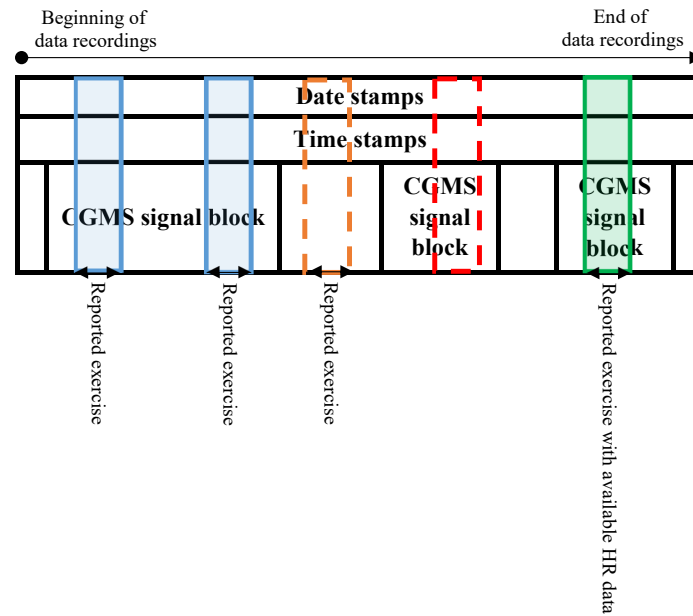 Beginning of
data recordings
End of
data recordings
Date stamps
Time stamps
CGMS signal block
CGMS
signal
block
CGMS
signal
block
Reported exercise
Reported exercise
Reported exercise
Reported exercise with available HR data